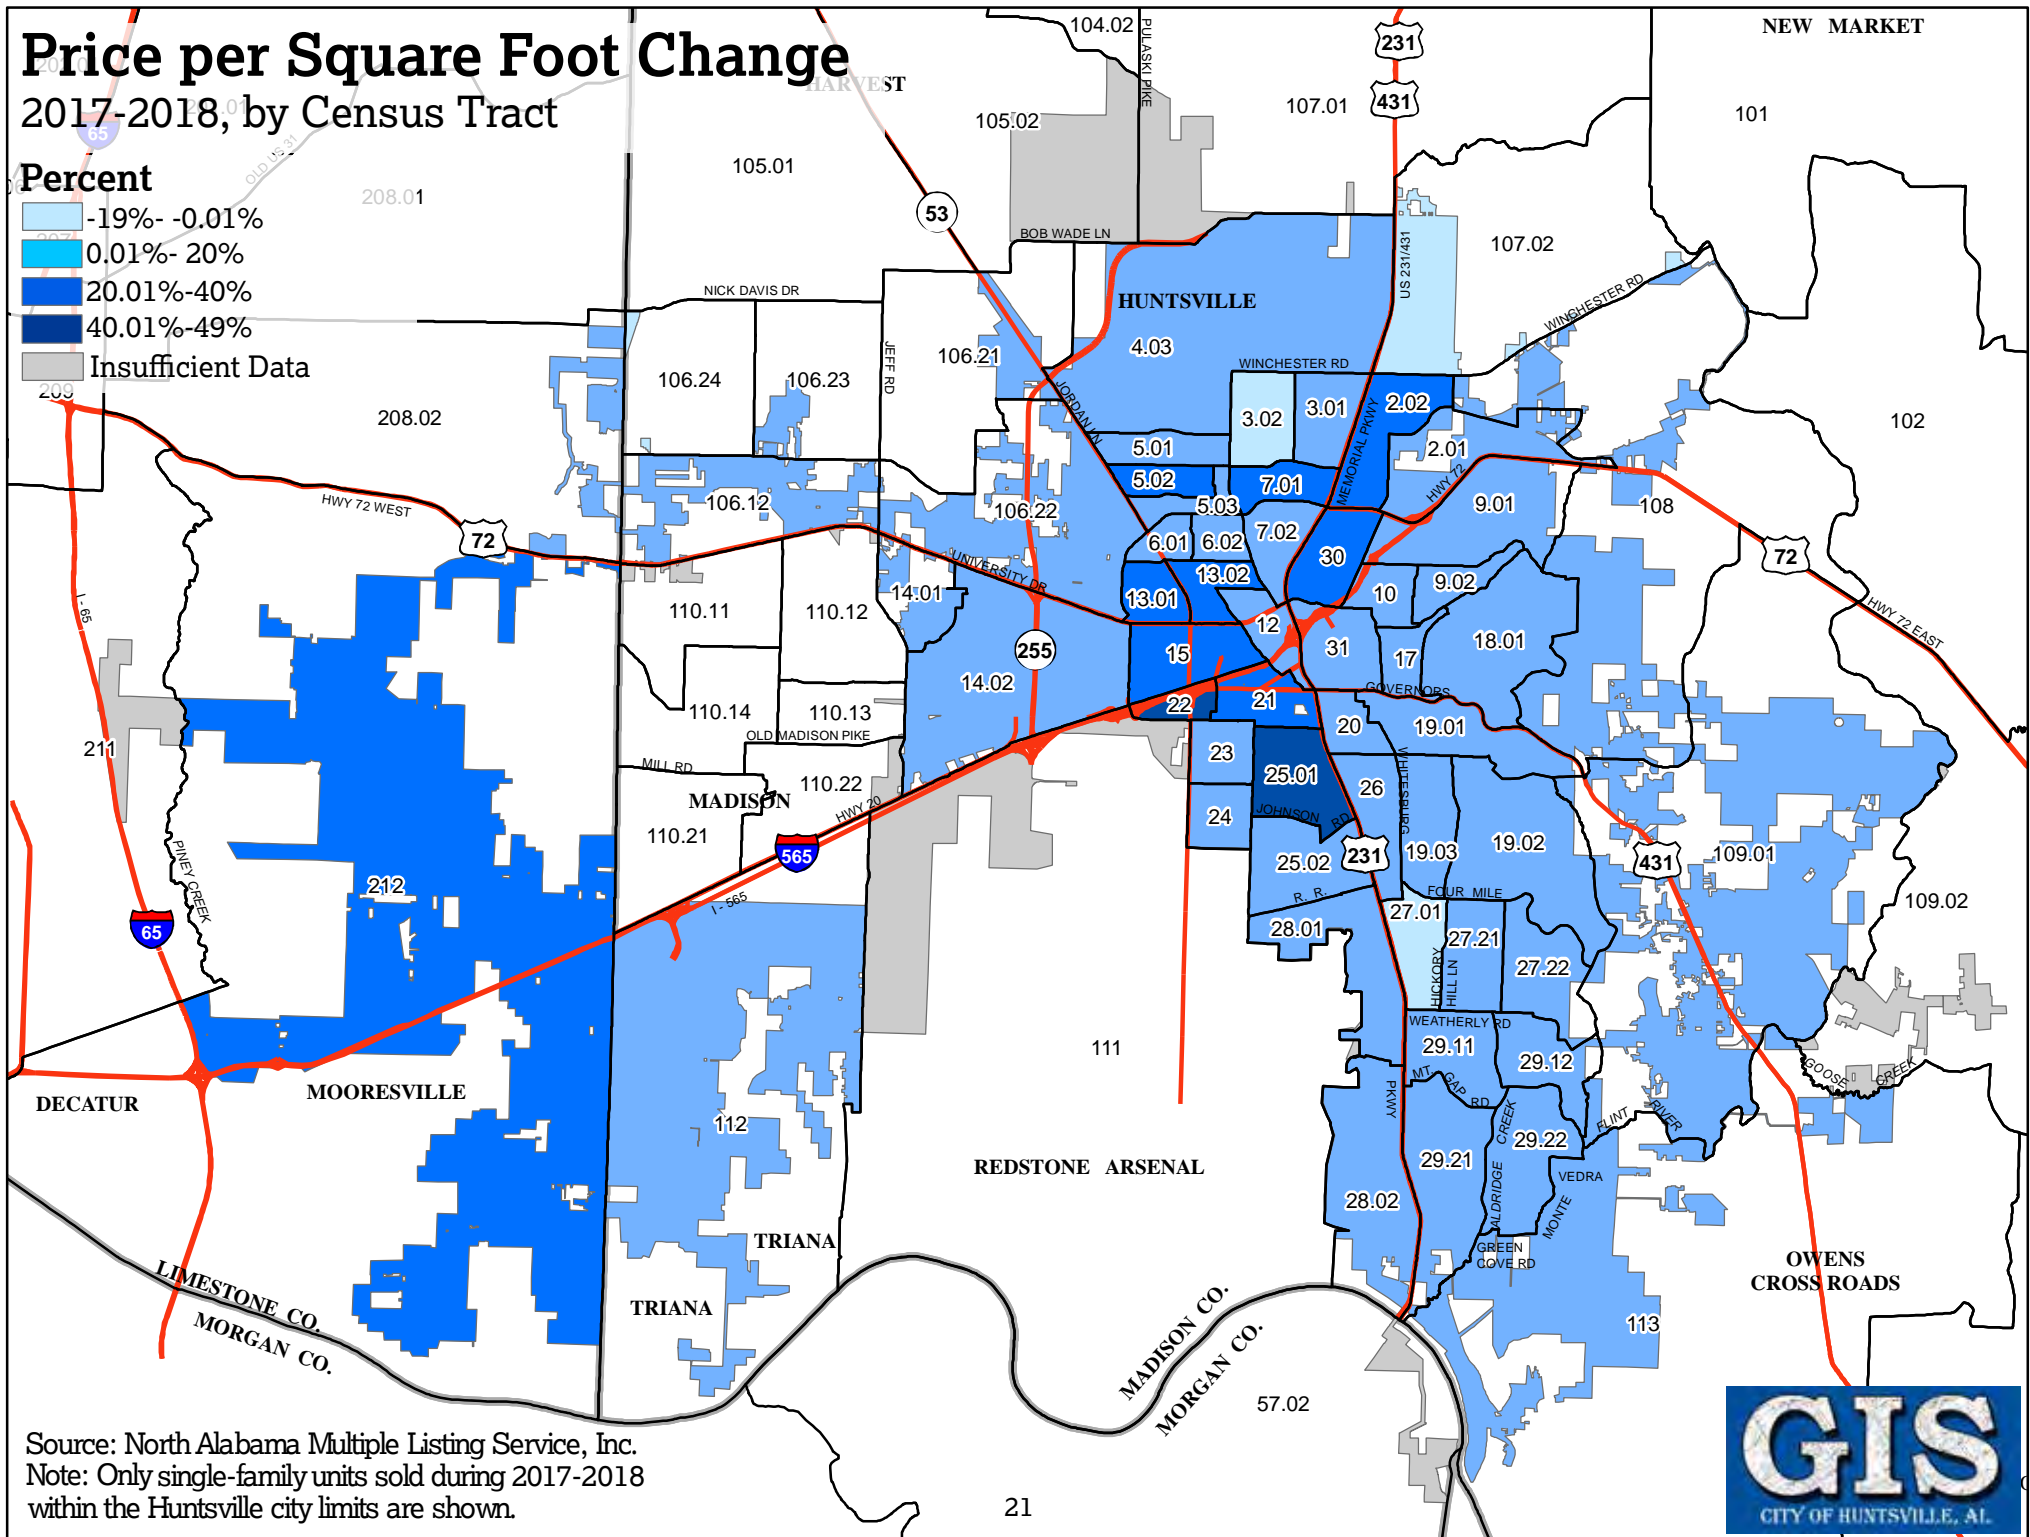 Price per Square Foot Change
2017-2018, by Census Tract
Percent
-19%- -0.01%
0.01%- 20%
20.01%-40%
40.01%-49%
Insufficient Data
104.02
PULASKI PIKE
231
431
NEW MARKET
HARVEST
105.02
107.01
101
65
OLD US 31
208.01
105.01
53
BOB WADE LN
107.02
US 231/431
NICK DAVIS DR
HUNTSVILLE
WINCHESTER RD
4.03
106.21
JEFF RD
WINCHESTER RD
106.24
106.23
209
208.02
JORDAN LN
3.02
3.01
2.02
MEMORIAL PKWY
102
5.01
2.01
5.02
7.01
HWY 72
HWY 72 WEST
106.12
106.22
5.03
9.01
108
72
6.01
6.02
7.02
30
72
UNIVERSITY DR
13.02
14.01
13.01
10
9.02
I - 65
110.11
110.12
12
HWY 72 EAST
255
15
31
17
18.01
14.02
GOVERNORS
110.14
110.13
22
21
20
19.01
OLD MADISON PIKE
211
23
MILL RD
110.22
25.01
26
WHITESBURG
MADISON
HWY 20
24
JOHNSON RD
110.21
565
231
19.03
19.02
431
109.01
25.02
PINEY CREEK
212
I - 565
R. R.
FOUR MILE
109.02
65
28.01
27.01
27.21
27.22
HICKORY
HILL LN
WEATHERLY RD
111
29.11
29.12
MT. GAP RD
GOOSE CREEK
MOORESVILLE
DECATUR
PKWY
112
FLINT RIVER
ALDRIDGE CREEK
29.22
REDSTONE ARSENAL
29.21
VEDRA
MONTE
28.02
TRIANA
GREEN
COVE RD
OWENS
CROSS ROADS
LIMESTONE CO.
MORGAN CO.
TRIANA
MADISON CO.
MORGAN CO.
113
57.02
Source: North Alabama Multiple Listing Service, Inc.
Note: Only single-family units sold during 2017-2018
within the Huntsville city limits are shown.
21
GIS
CITY OF HUNTSVILLE, AL